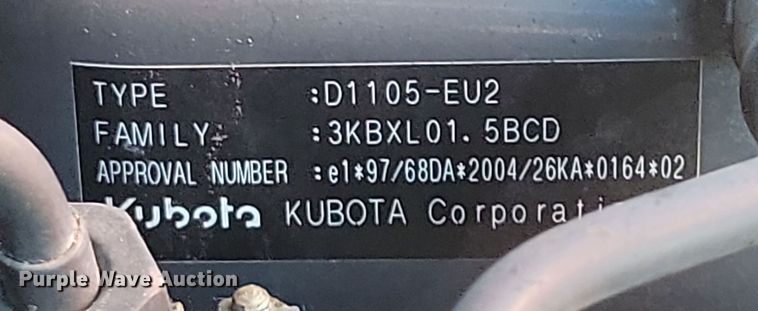 TYPE :D1105-EU2
FAMILY :3KBXL01.5BCD
APPROVAL NUMBER :e1*97/68DA*2004/26KA*0164*02
Kubota KUBOTA
Purple Wave Auction